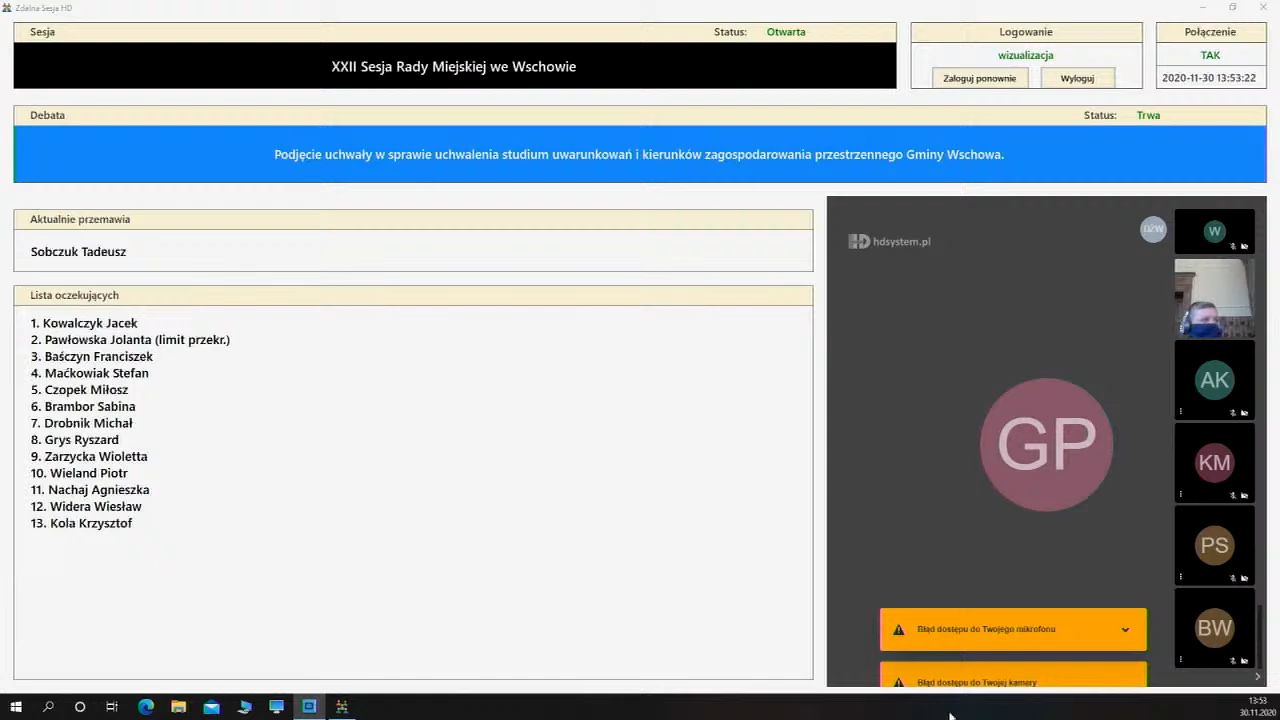 Zdalna Sesja HD
Sesja
Status: Otwarta
XXII Sesja Rady Miejskiej we Wschowie
Logowanie
wizualizacja
Zaloguj ponownie
Wyloguj
Połączenie
TAK
2020-11-30 13:53:22
Debata
Status: Trwa
Podjęcie uchwały w sprawie uchwalenia studium uwarunkowań i kierunków zagospodarowania przestrzennego Gminy Wschowa.
Aktualnie przemawia
Sobczuk Tadeusz
Lista oczekujących
1. Kowalczyk Jacek
2. Pawłowska Jolanta (limit przekr.)
3. Baśczyn Franciszek
4. Maćkowiak Stefan
5. Czopek Miłosz
6. Brambor Sabina
7. Drobnik Michał
8. Grys Ryszard
9. Zarzycka Wioletta
10. Wieland Piotr
11. Nachaj Agnieszka
12. Widera Wiesław
13. Kola Krzysztof
HD hdsystem.pl
DŻW
W
AK
GP
KM
PS
BW
Błąd dostępu do Twojego mikrofonu
Błąd dostępu do Twojej kamery
13:53
30.11.2020